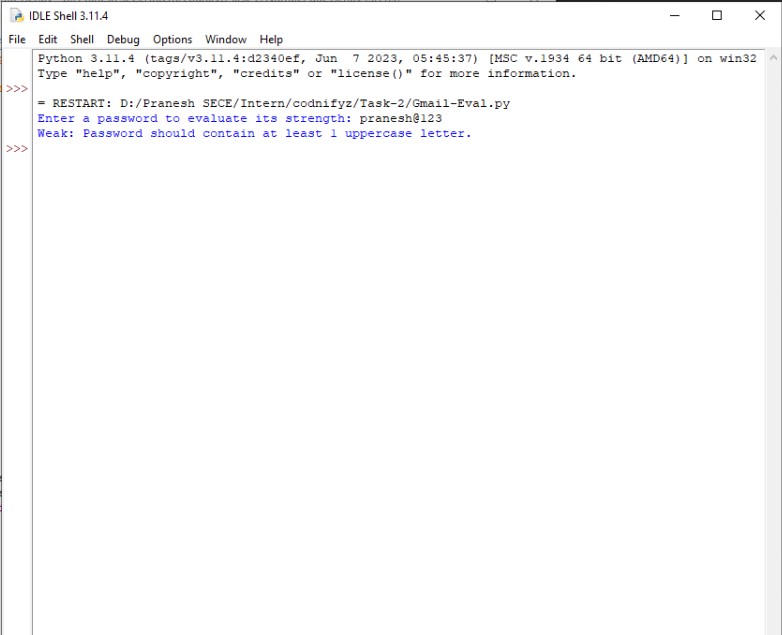 IDLE Shell 3.11.4
File Edit Shell Debug Options Window Help
Python 3.11.4 (tags/v3.11.4:d2340ef, Jun  7 2023, 05:45:37) [MSC v.1934 64 bit (AMD64)] on win32
Type "help", "copyright", "credits" or "license()" for more information.
>>>
= RESTART: D:/Pranesh SECE/Intern/codnifyz/Task-2/Gmail-Eval.py
Enter a password to evaluate its strength: pranesh@123
Weak: Password should contain at least 1 uppercase letter.
>>>